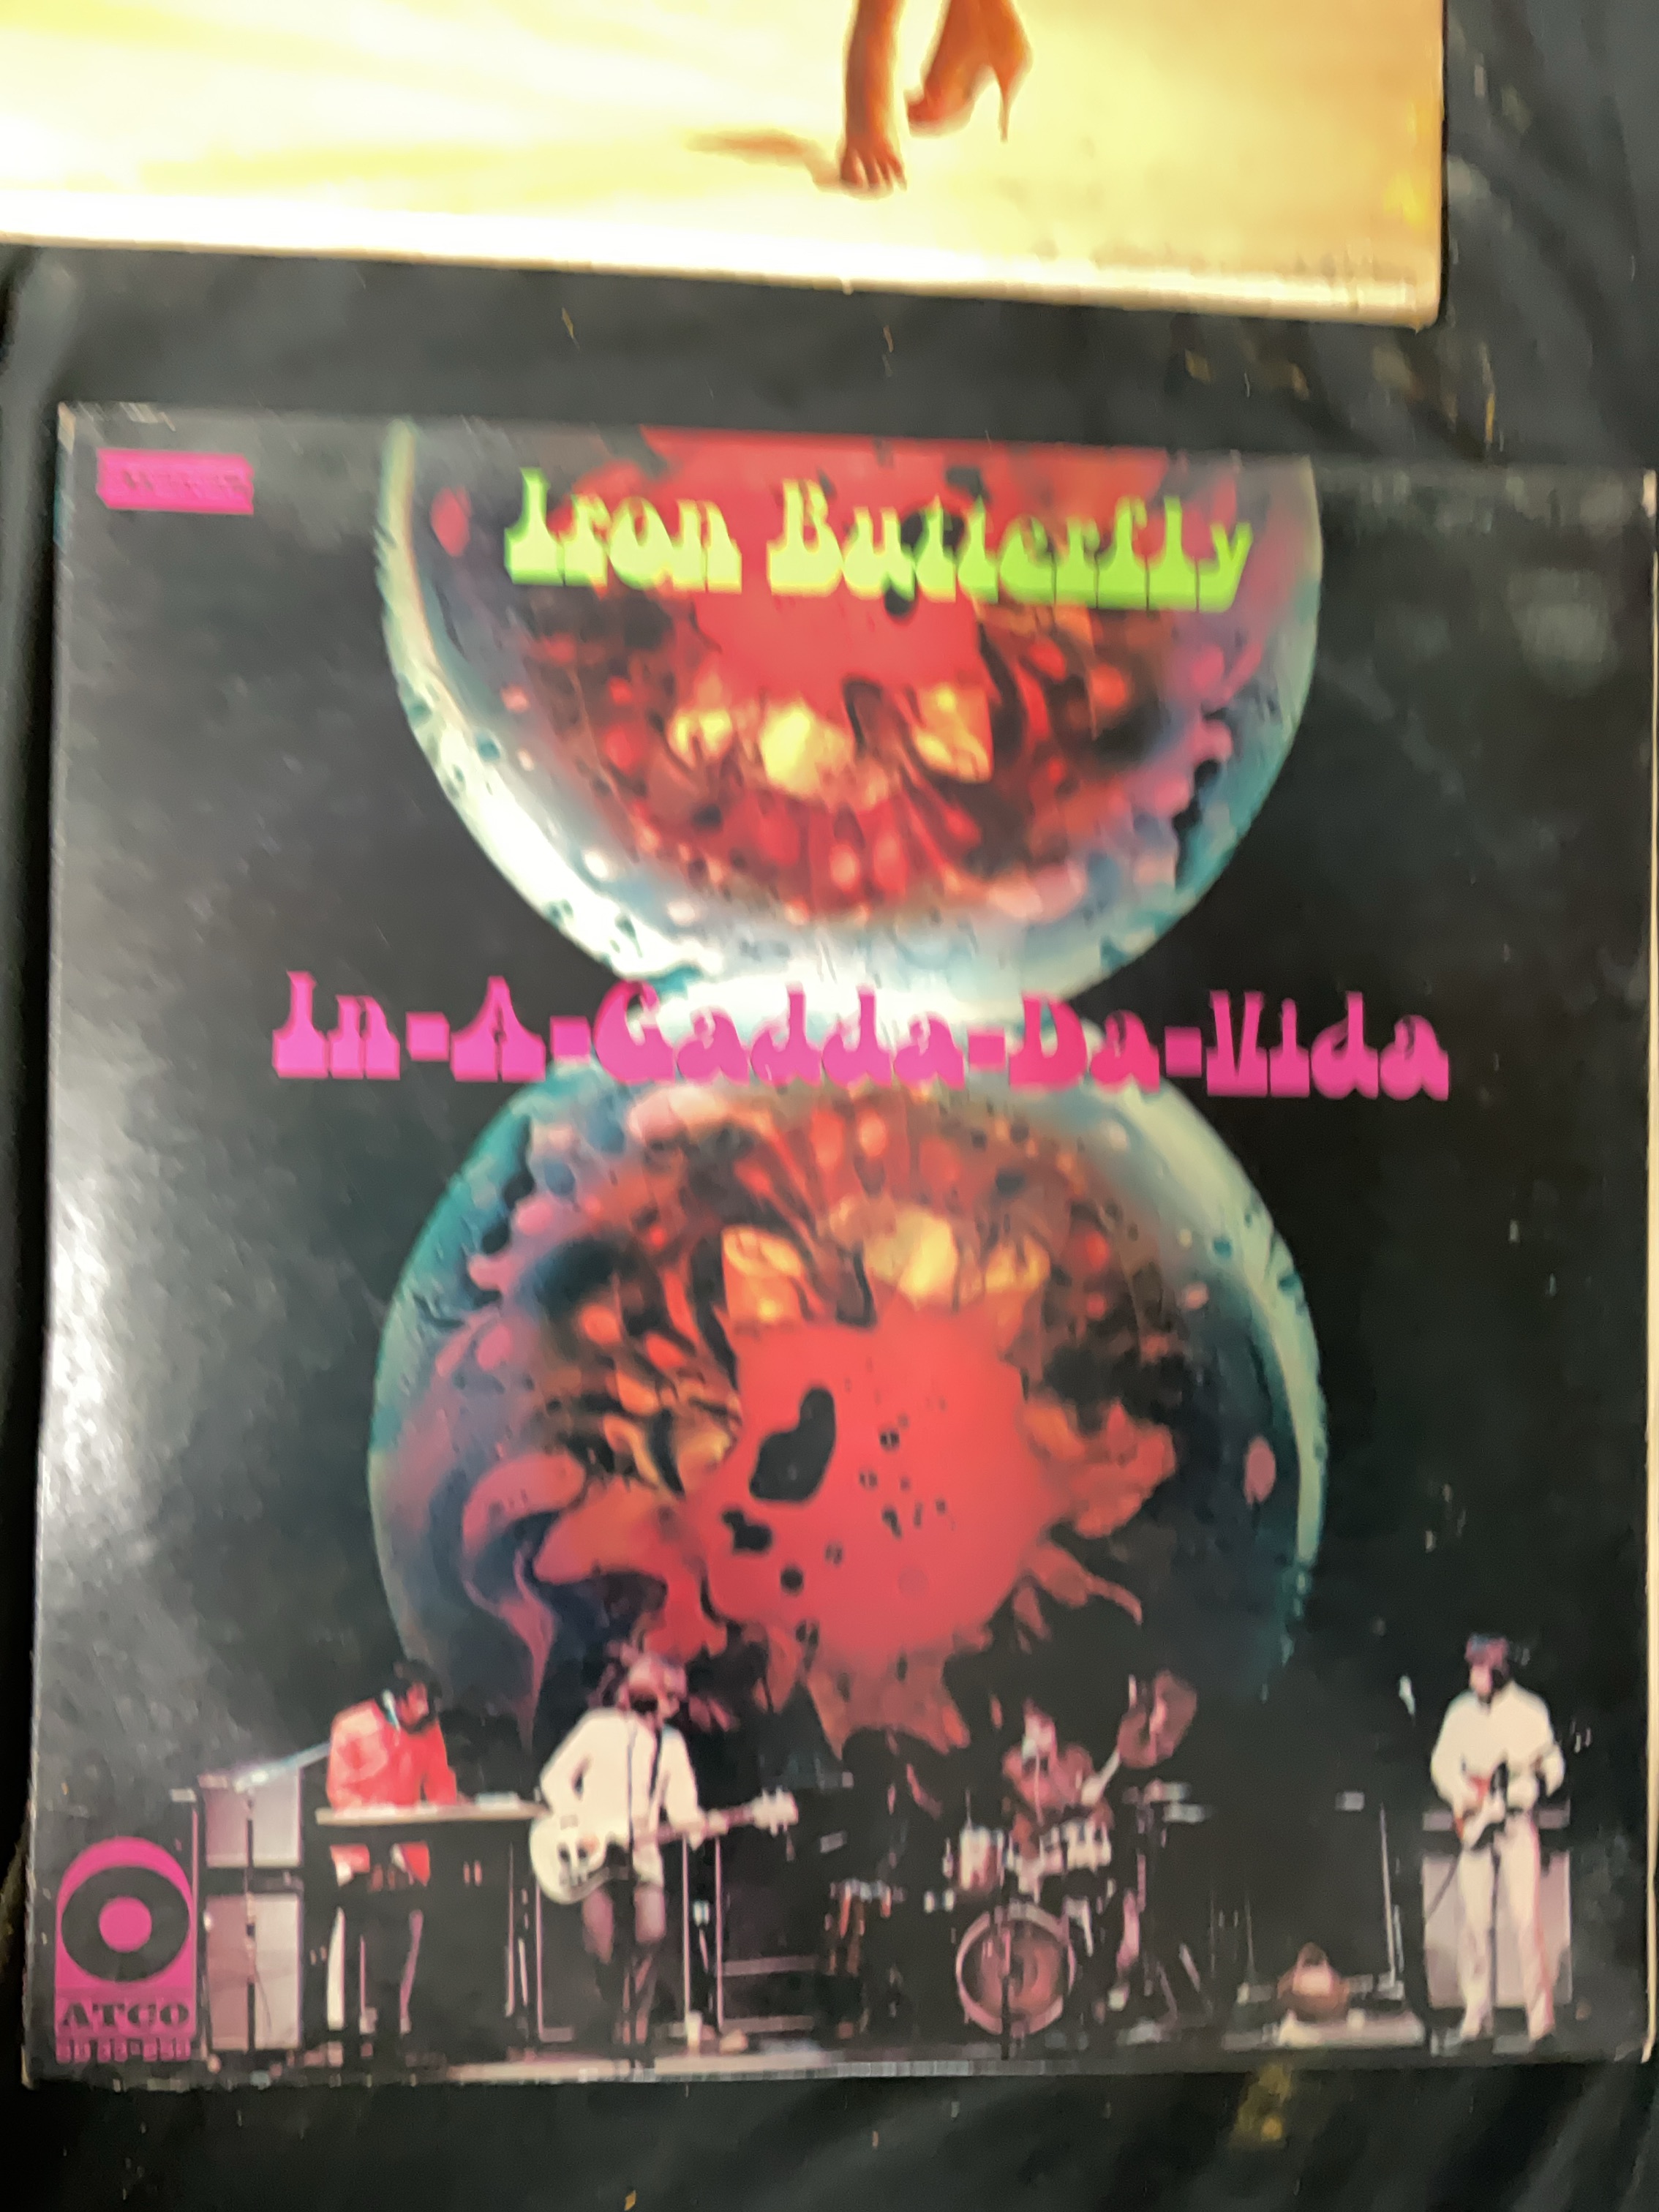 Iron Butterfly
In-A-Gadda-Da-Vida
ATCO